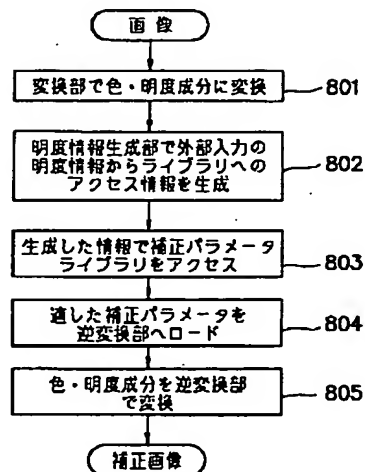 画像
変換部で色・明度成分に変換
801
明度情報生成部で外部入力の
明度情報からライブラリへの
アクセス情報を生成
802
生成した情報で補正パラメータ
ライブラリをアクセス
803
適した補正パラメータを
逆変換部へロード
804
色・明度成分を逆変換部
で変換
805
補正画像